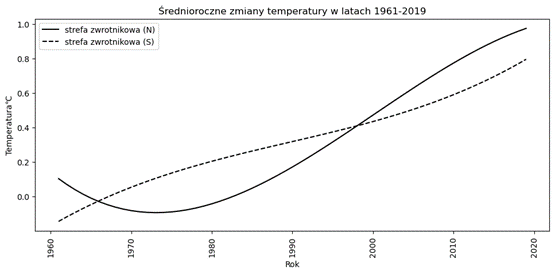 Średnioroczne zmiany temperatury w latach 1961-2019
strefa zwrotnikowa (N)
strefa zwrotnikowa (S)
Temperatura°C
1.0
0.8
0.6
0.4
0.2
0.0
1960 1970 1980 1990 2000 2010 2020
Rok